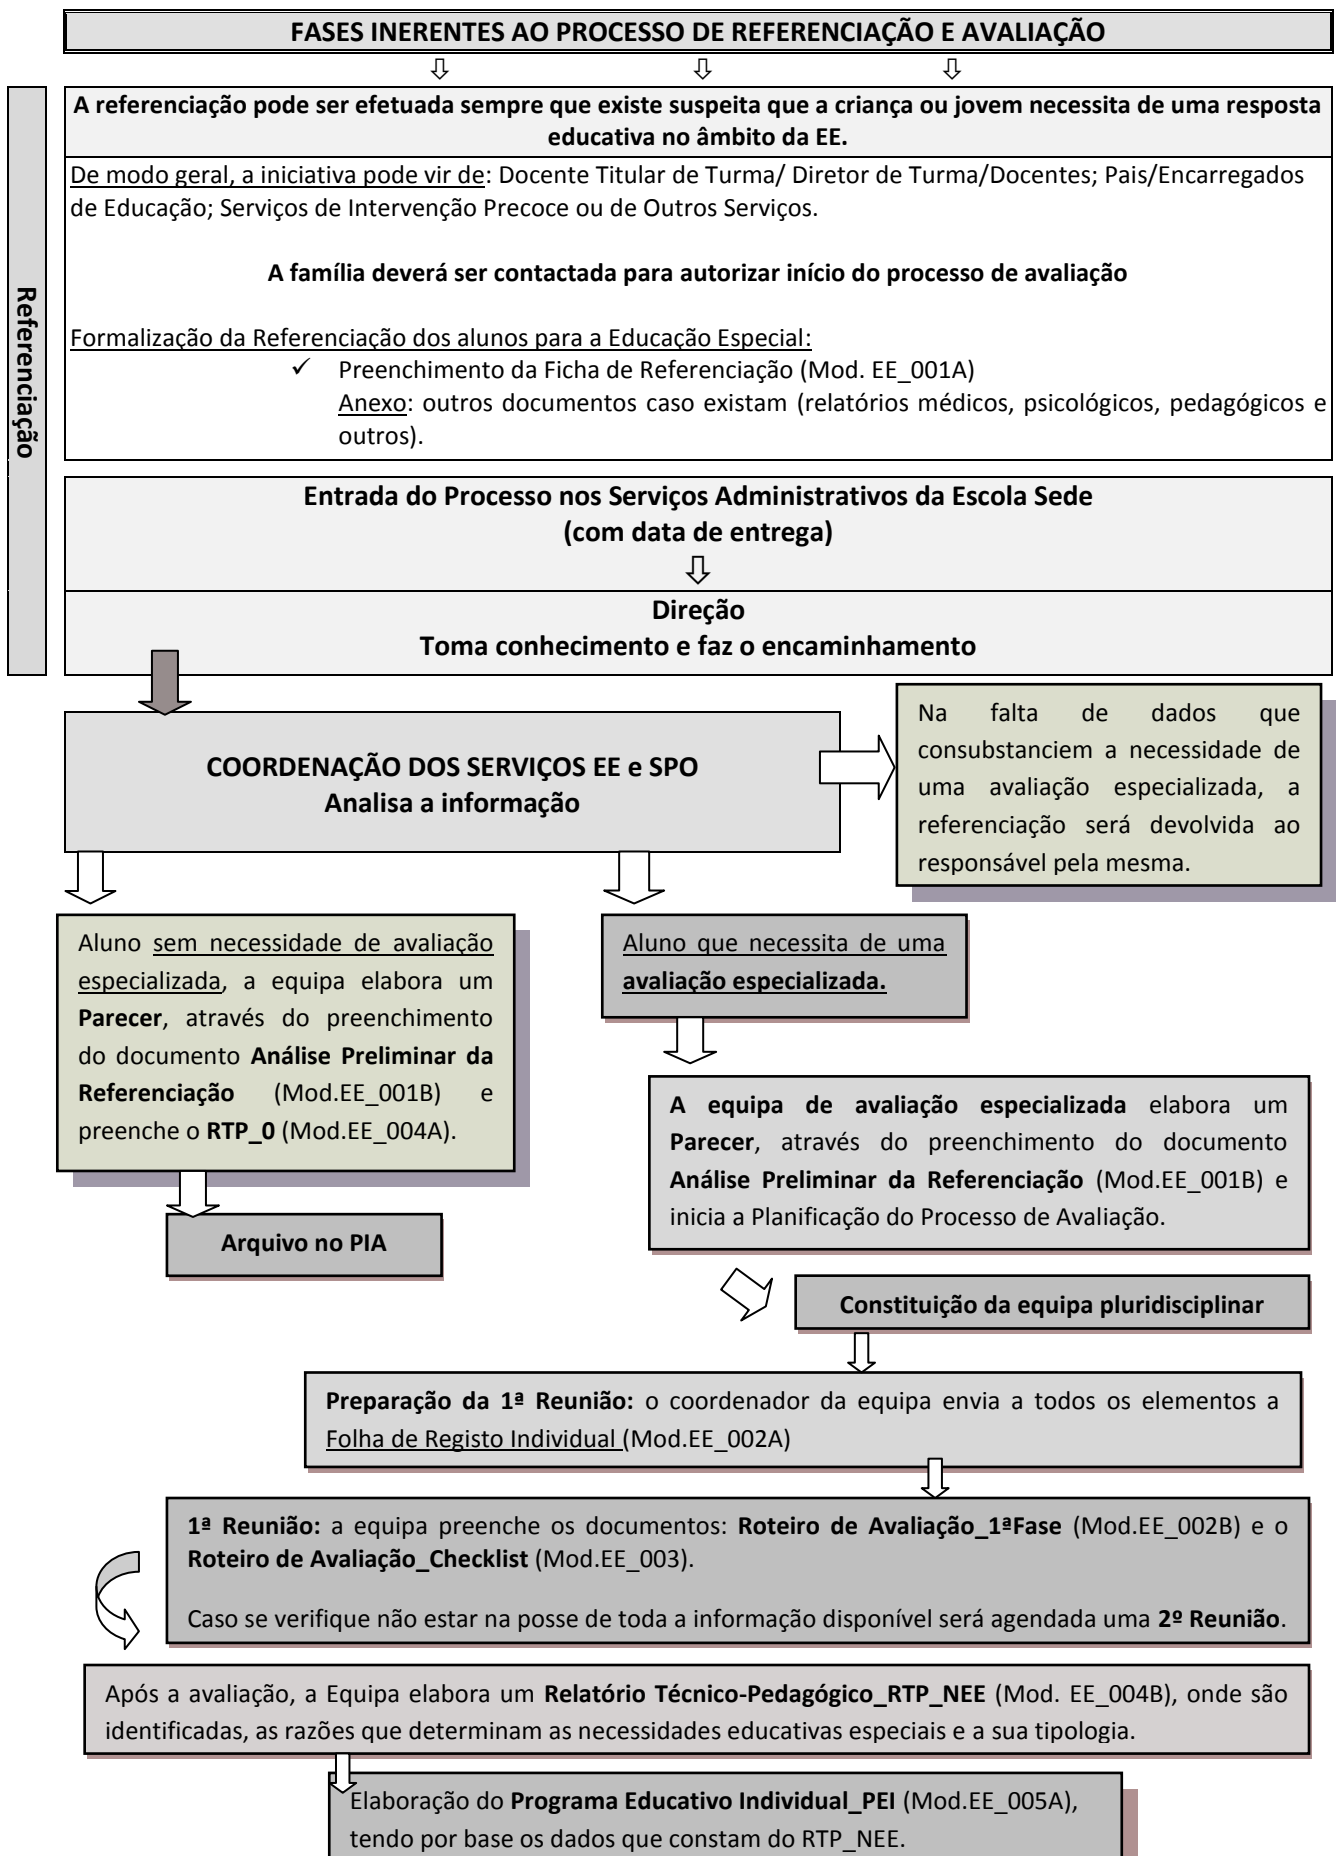 FASES INERENTES AO PROCESSO DE REFERENCIAÇÃO E AVALIAÇÃO
Referenciação
A referenciação pode ser efetuada sempre que existe suspeita que a criança ou jovem necessita de uma resposta
educativa no âmbito da EE.
De modo geral, a iniciativa pode vir de: Docente Titular de Turma/ Diretor de Turma/Docentes; Pais/Encarregados
de Educação; Serviços de Intervenção Precoce ou de Outros Serviços.
A família deverá ser contactada para autorizar início do processo de avaliação
Formalização da Referenciação dos alunos para a Educação Especial:
✓ Preenchimento da Ficha de Referenciação (Mod. EE_001A)
Anexo: outros documentos caso existam (relatórios médicos, psicológicos, pedagógicos e
outros).
Entrada do Processo nos Serviços Administrativos da Escola Sede
(com data de entrega)
Direção
Toma conhecimento e faz o encaminhamento
COORDENAÇÃO DOS SERVIÇOS EE e SPO
Analisa a informação
Na falta de dados que
consubstanciem a necessidade de
uma avaliação especializada, a
referenciação será devolvida ao
responsável pela mesma.
Aluno sem necessidade de avaliação
especializada, a equipa elabora um
Parecer, através do preenchimento
do documento Análise Preliminar da
Referenciação (Mod.EE_001B) e
preenche o RTP_0 (Mod.EE_004A).
Arquivo no PIA
Aluno que necessita de uma
avaliação especializada.
A equipa de avaliação especializada elabora um
Parecer, através do preenchimento do documento
Análise Preliminar da Referenciação (Mod.EE_001B) e
inicia a Planificação do Processo de Avaliação.
Constituição da equipa pluridisciplinar
Preparação da 1ª Reunião: o coordenador da equipa envia a todos os elementos a
Folha de Registo Individual (Mod.EE_002A)
1ª Reunião: a equipa preenche os documentos: Roteiro de Avaliação_1ªFase (Mod.EE_002B) e o
Roteiro de Avaliação_Checklist (Mod.EE_003).
Caso se verifique não estar na posse de toda a informação disponível será agendada uma 2º Reunião.
Após a avaliação, a Equipa elabora um Relatório Técnico-Pedagógico_RTP_NEE (Mod. EE_004B), onde são
identificadas, as razões que determinam as necessidades educativas especiais e a sua tipologia.
Elaboração do Programa Educativo Individual_PEI (Mod.EE_005A),
tendo por base os dados que constam do RTP_NEE.